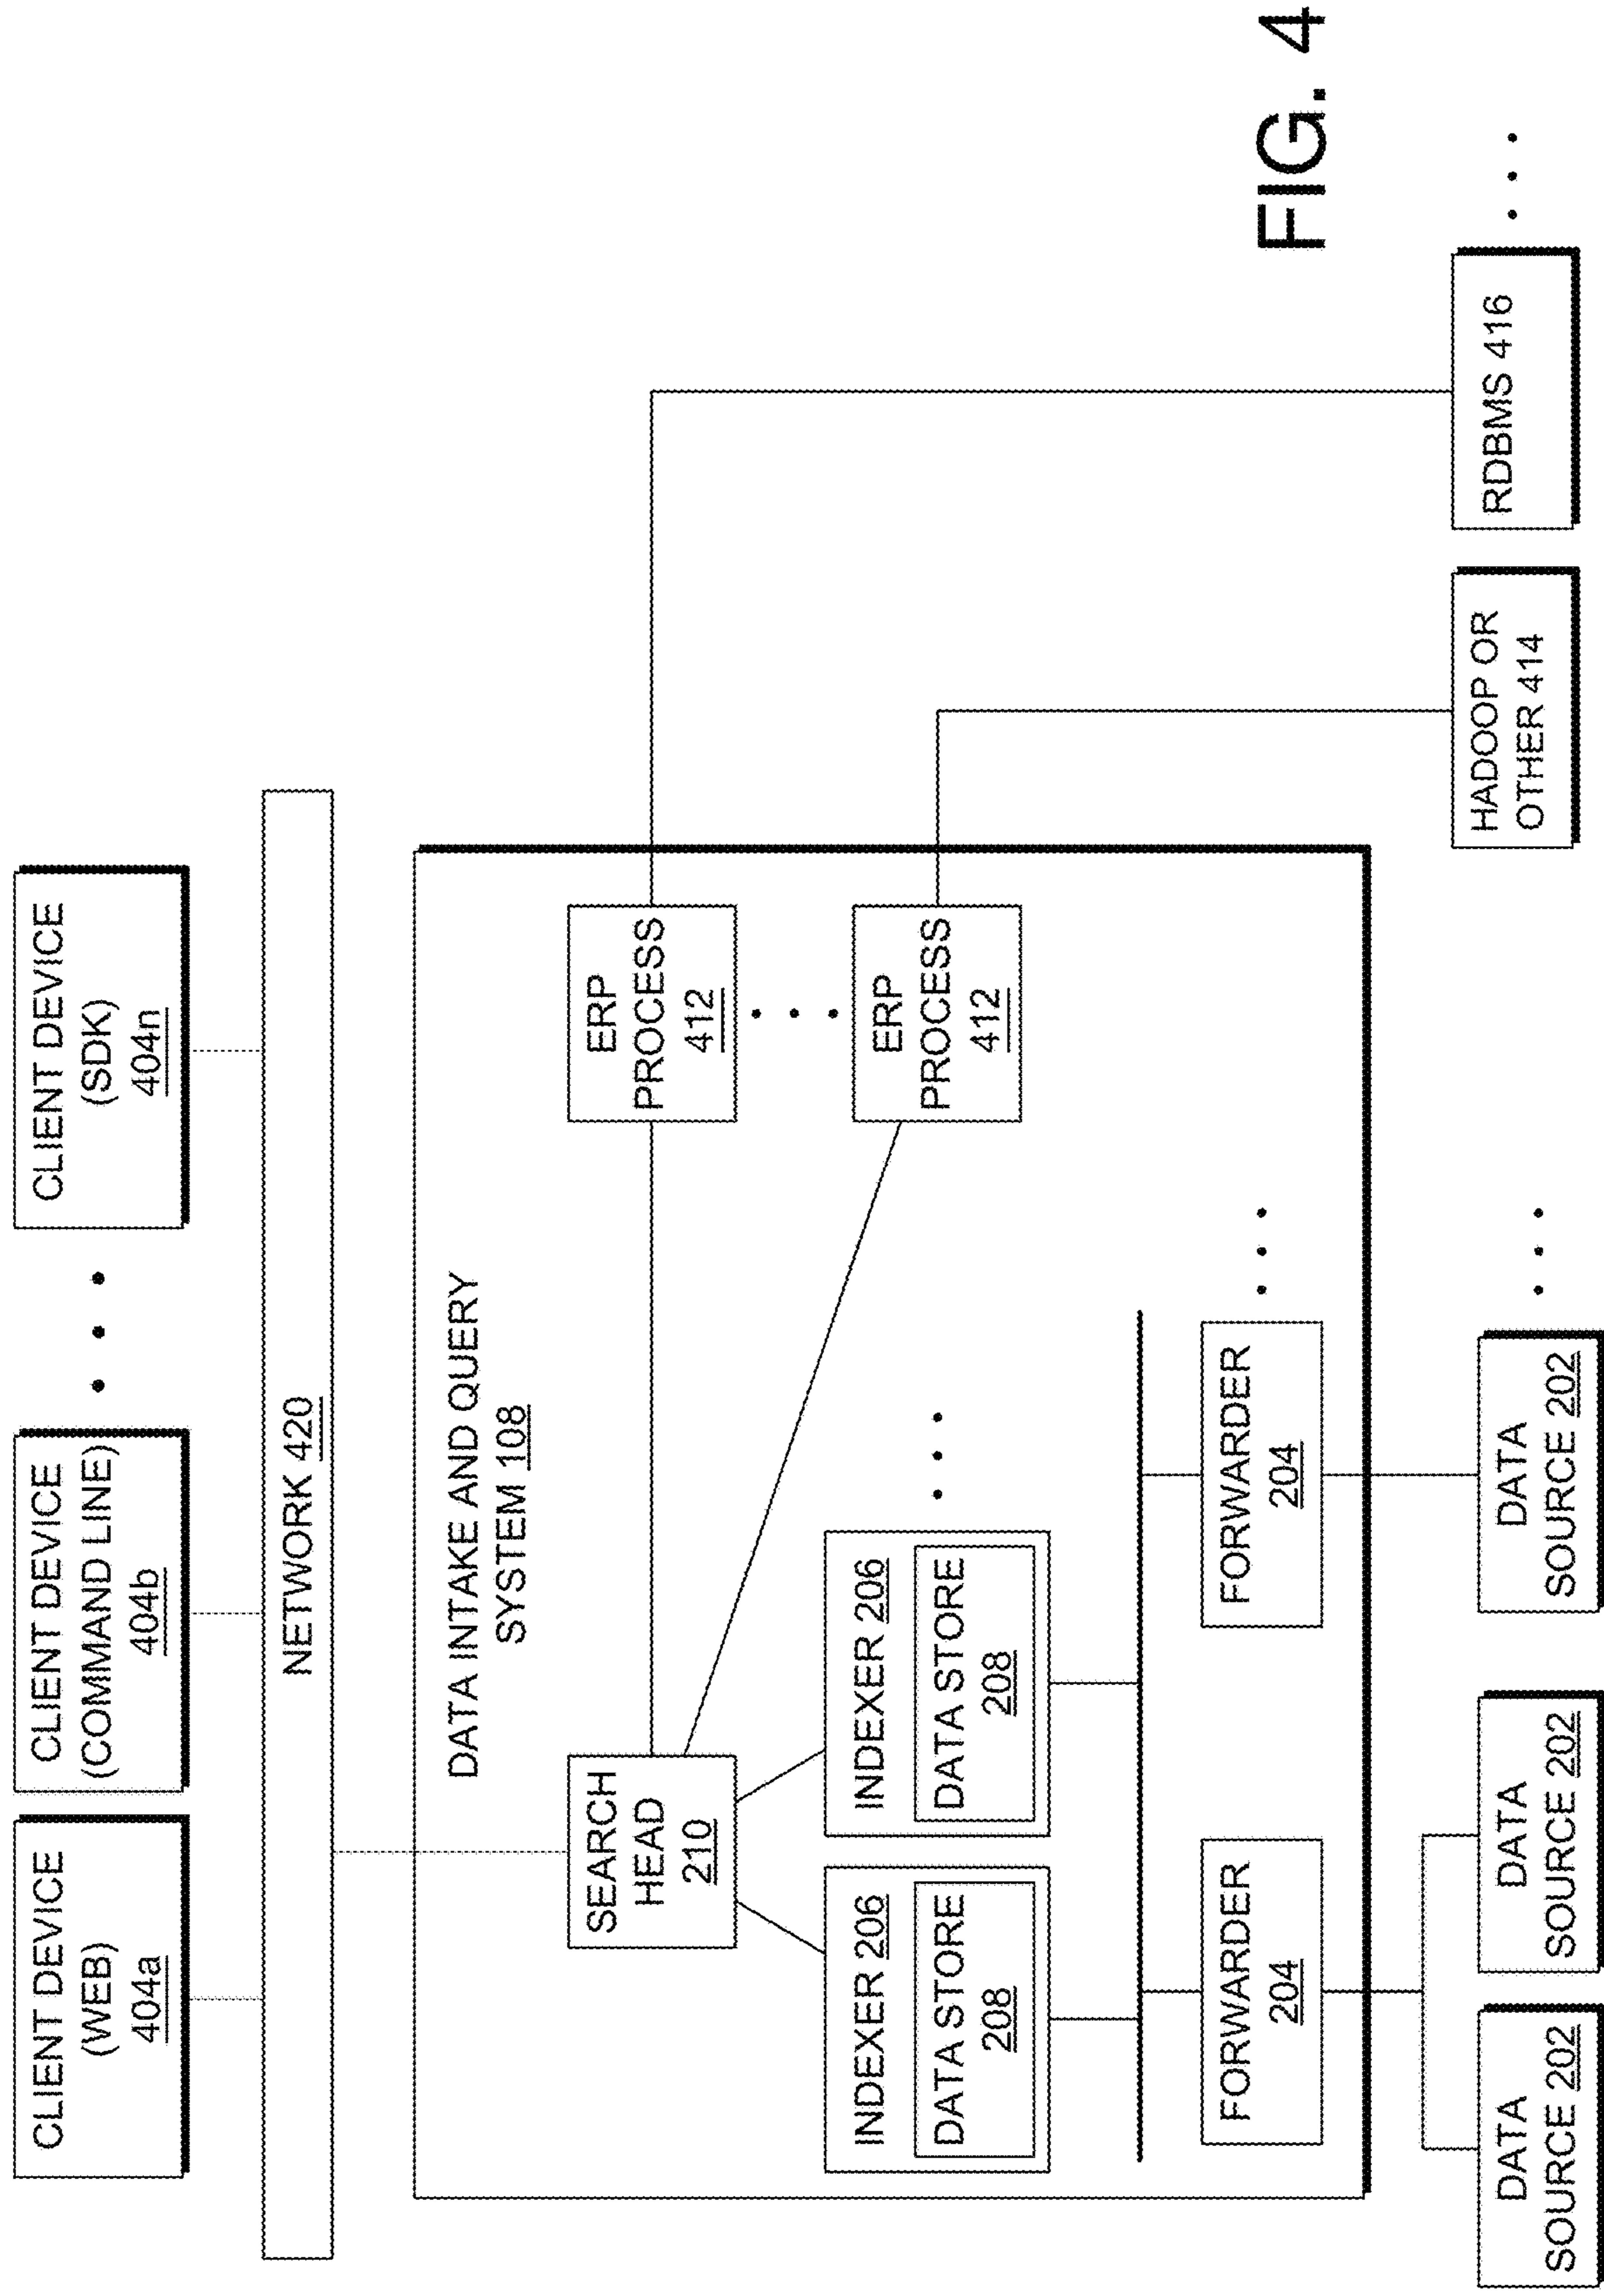 CLIENT DEVICE
(WEB)
404a
CLIENT DEVICE
(COMMAND LINE)
404b
CLIENT DEVICE
(SDK)
404n
NETWORK 420
DATA INTAKE AND QUERY
SYSTEM 108
SEARCH
HEAD
210
ERP
PROCESS
412
INDEXER 206
DATA STORE
208
INDEXER 206
DATA STORE
208
ERP
PROCESS
412
FORWARDER
204
FORWARDER
204
DATA
SOURCE 202
DATA
SOURCE 202
DATA
SOURCE 202
HADOOP OR
OTHER 414
RDBMS 416
FIG. 4